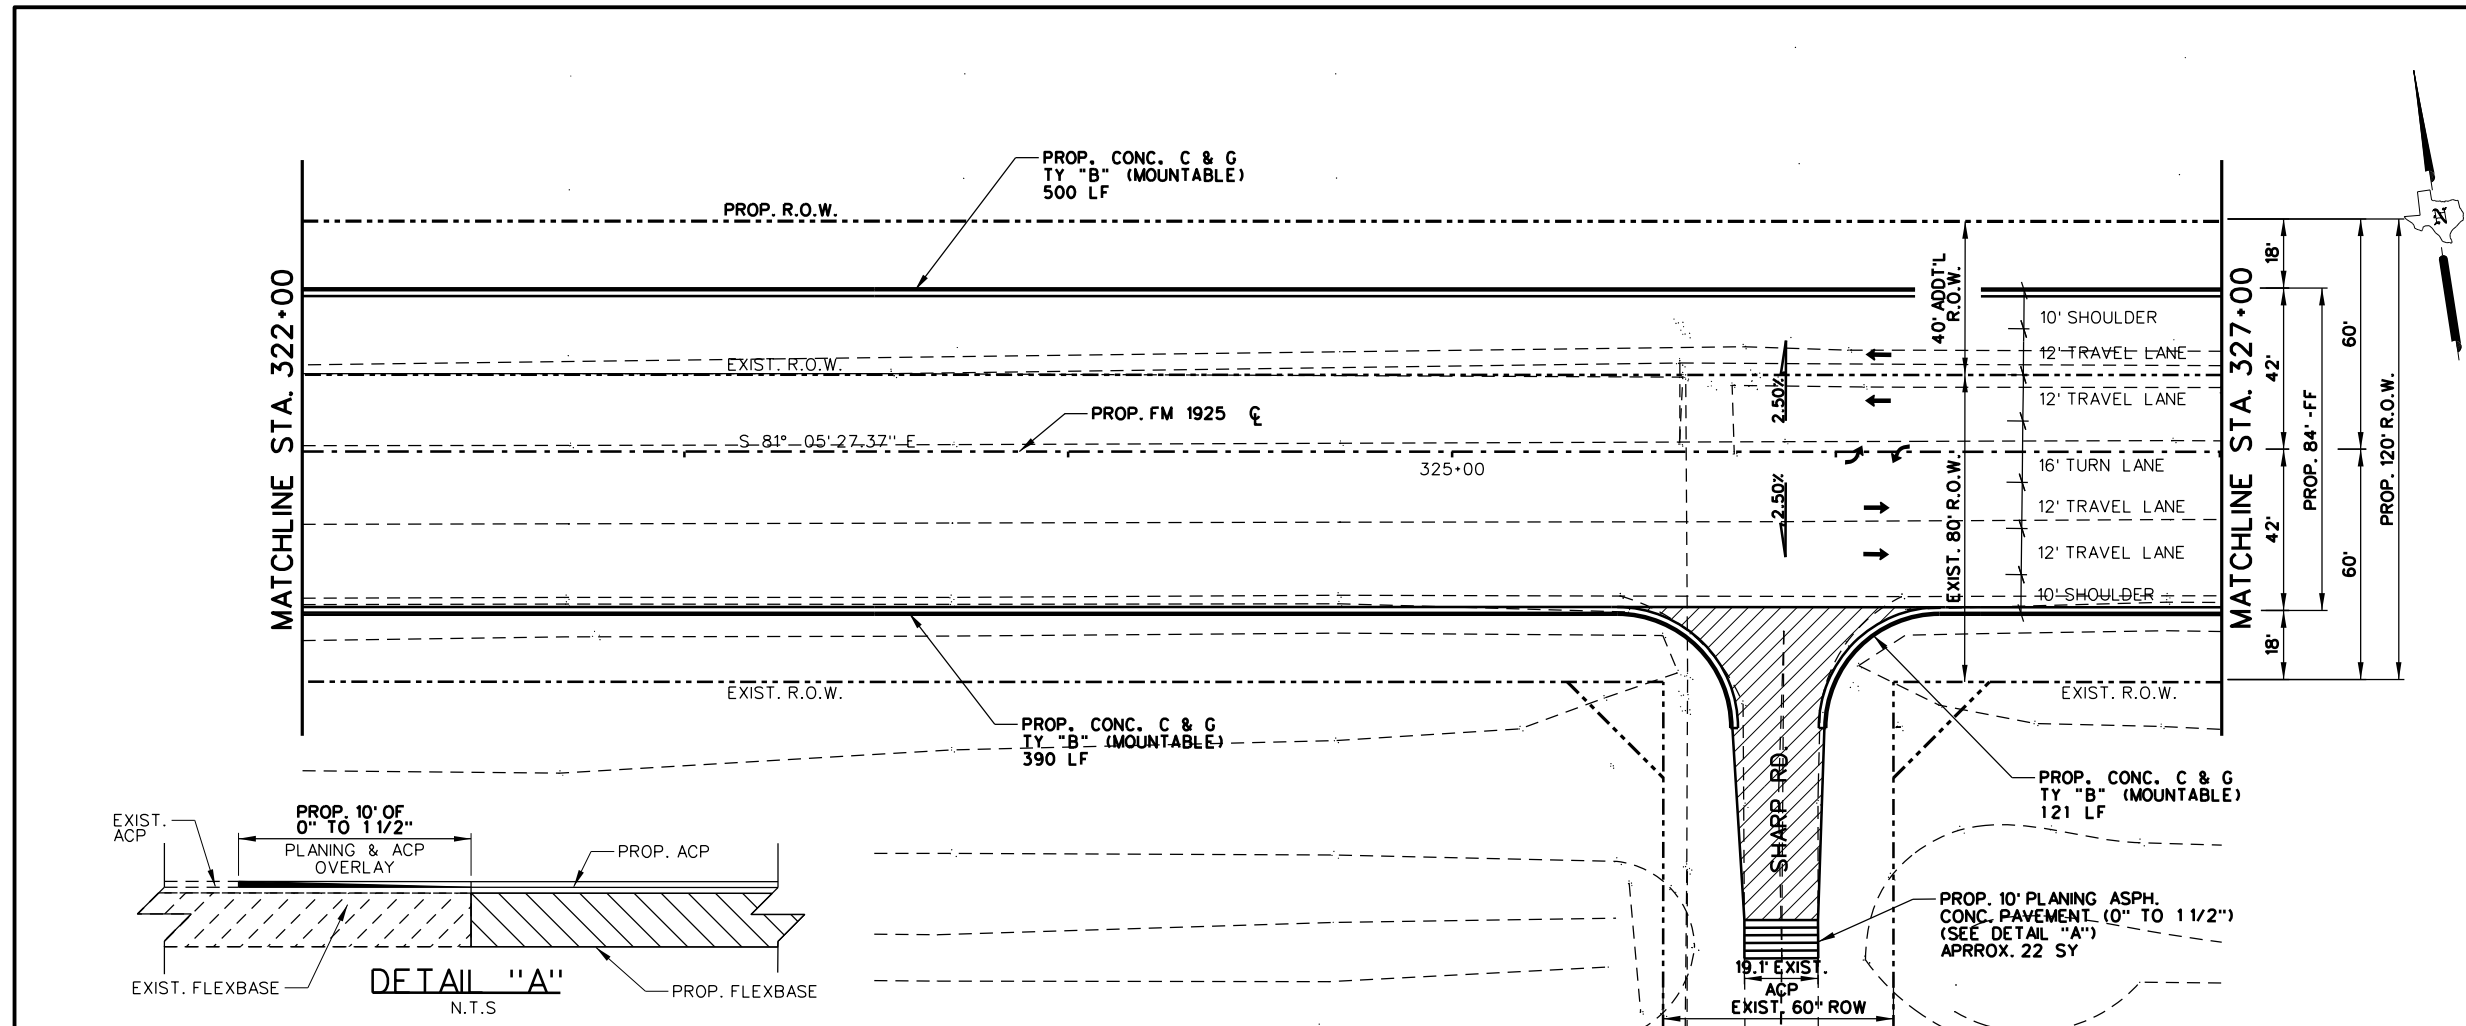 PROP. CONC. C & G
TY "B" (MOUNTABLE)
500 LF
PROP. R.O.W.
MATCHLINE STA. 322+00
EXIST. R.O.W.
PROP. FM 1925 ℄
S 81° 05' 27.37" E
325+00
2.50%
2.50%
40' ADDT'L
R.O.W.
EXIST. 80' R.O.W.
10' SHOULDER
12' TRAVEL LANE
12' TRAVEL LANE
16' TURN LANE
12' TRAVEL LANE
12' TRAVEL LANE
10' SHOULDER
MATCHLINE STA. 327+00
18'
42'
42'
18'
PROP. 84' -FF
60'
60'
PROP. 120' R.O.W.
N
EXIST. R.O.W.
EXIST. R.O.W.
PROP. CONC. C & G
TY "B" (MOUNTABLE)
390 LF
SHARP RD.
PROP. CONC. C & G
TY "B" (MOUNTABLE)
121 LF
PROP. 10' PLANING ASPH.
CONC. PAVEMENT (0" TO 1 1/2")
(SEE DETAIL "A")
APRROX. 22 SY
19.1' EXIST.
ACP
EXIST. 60" ROW
EXIST.
ACP
PROP. 10' OF
0" TO 1 1/2"
PLANING & ACP
OVERLAY
PROP. ACP
EXIST. FLEXBASE
PROP. FLEXBASE
DETAIL "A"
N.T.S